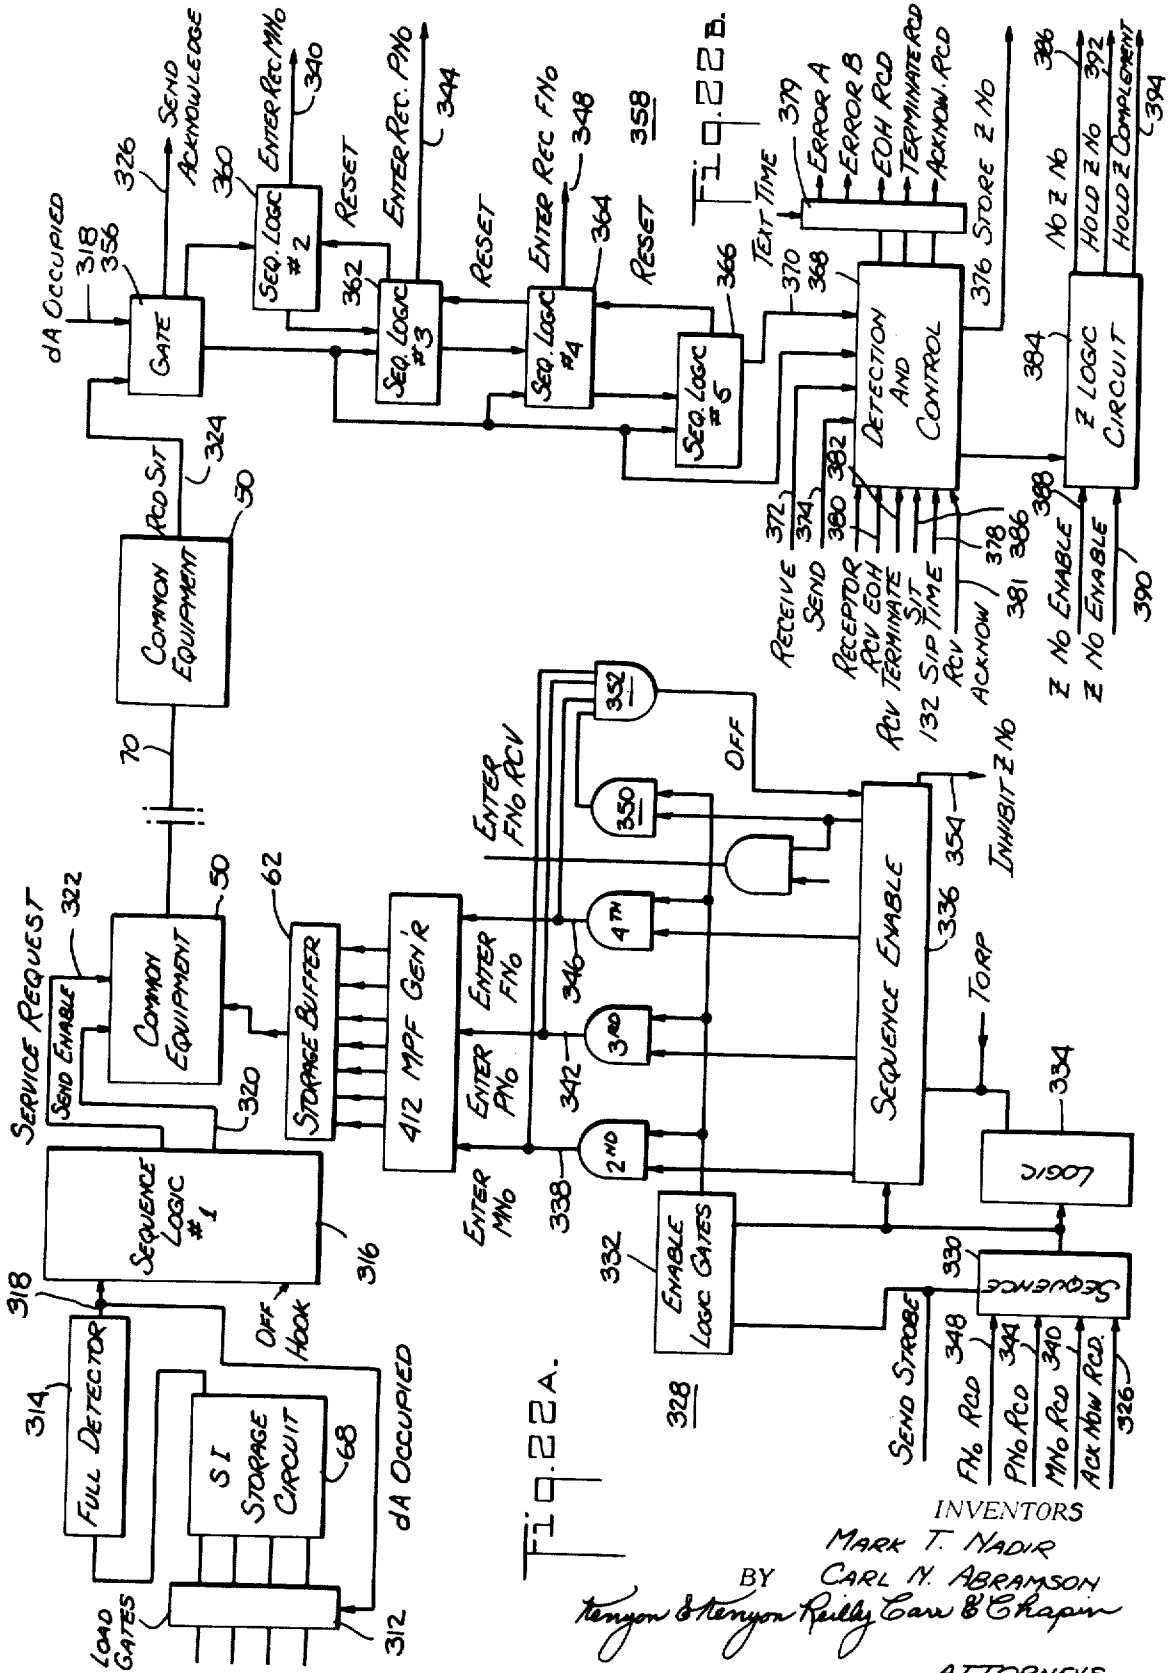 LOAD
GATES
312
FULL DETECTOR
314
318
SI
STORAGE
CIRCUIT
68
dA OCCUPIED
OFF
HOOK
SEQUENCE
LOGIC
#1
316
SERVICE REQUEST
SEND ENABLE
322
320
COMMON
EQUIPMENT
50
62
STORAGE BUFFER
412 MPF GEN'R
ENTER
MNo
338
ENTER
PNo
342
ENTER
FNo
346
ENTER
FNo RCV
2ND
3RD
4TH
350
352
OFF
332
ENABLE
LOGIC GATES
328
SEQUENCE ENABLE
336
354
INHIBIT Z No
TORP
334
LOGIC
330
SEQUENCE
SEND STROBE
FNo RCD
348
PNo RCD
344
MNo RCD
340
ACKNOW RCD.
326
Fig. 22A.
70
COMMON
EQUIPMENT
50
RCD SIT
324
dA OCCUPIED
318
356
GATE
326
SEND
ACKNOWLEDGE
360
SEQ. LOGIC
#2
ENTER REC. MNo
340
RESET
362
SEQ. LOGIC
#3
ENTER REC. PNo
344
RESET
SEQ. LOGIC
#4
ENTER REC FNo
348
364
358
RESET
SEQ. LOGIC
#5
366
Fig. 22B.
TEXT TIME
379
370
368
DETECTION
AND
CONTROL
ERROR A
ERROR B
EOH RCD
TERMINATE RCD
ACKNOW. RCD
376 STORE Z No
RECEIVE
372
SEND
374
RECEPTOR
380
RCV EOH
382
RCV TERMINATE
SIT
132 SIP TIME
RCV
ACKNOW
378
386
381
384
Z LOGIC
CIRCUIT
Z NO ENABLE
388
Z NO ENABLE
390
No Z No
386
HOLD Z No
392
HOLD Z COMPLEMENT
394
INVENTORS
MARK T. NADIR
BY CARL N. ABRAMSON
Kenyon & Kenyon Reilly Carr & Chapin
ATTORNEYS